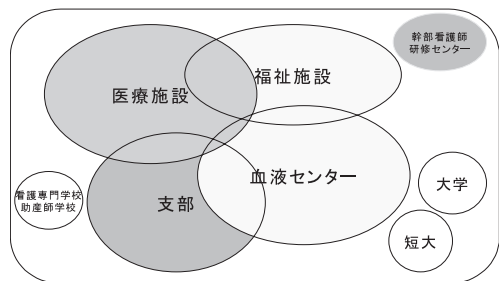 幹部看護師
研修センター
福祉施設
医療施設
血液センター
大学
看護専門学校
助産師学校
支部
短大